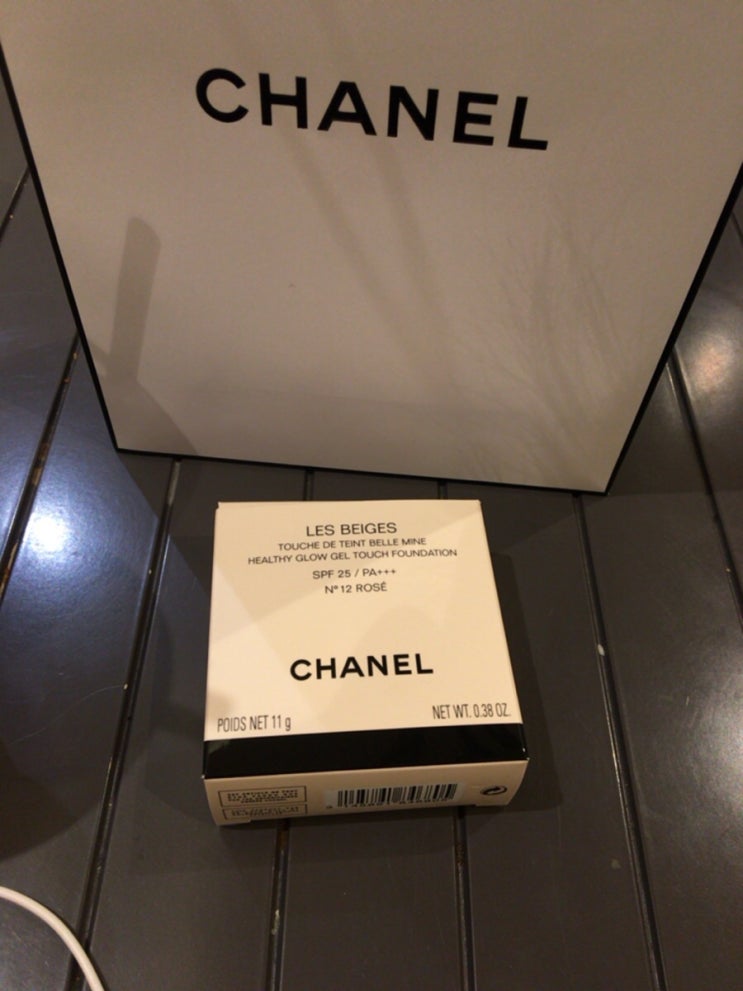 CHANEL
LES BEIGES
TOUCHE DE TEINT BELLE MINE
HEALTHY GLOW GEL TOUCH FOUNDATION
SPF 25 / PA+++
N°12 ROSÉ
CHANEL
POIDS NET 11 g
NET WT. 0.38 OZ.